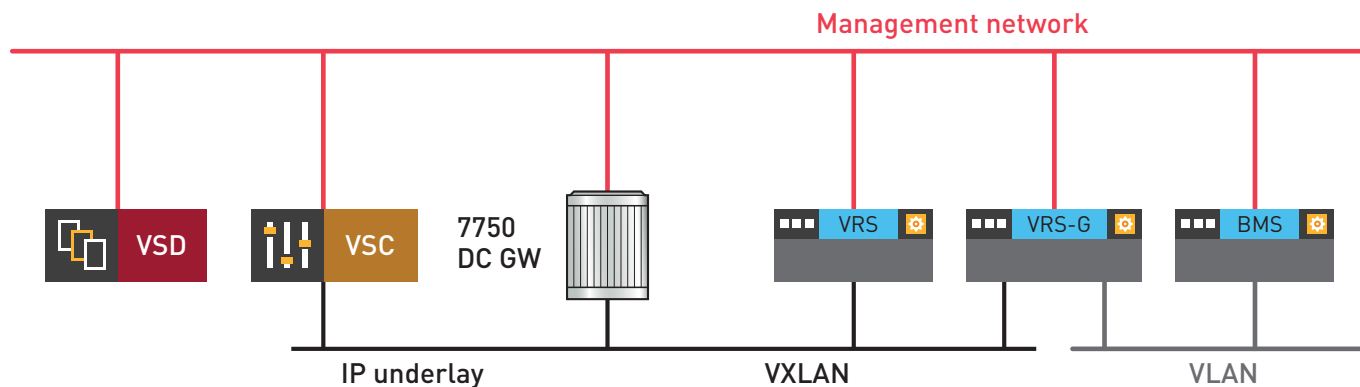 Management network
VSD
VSC
7750
DC GW
VRS
VRS-G
BMS
IP underlay
VXLAN
VLAN